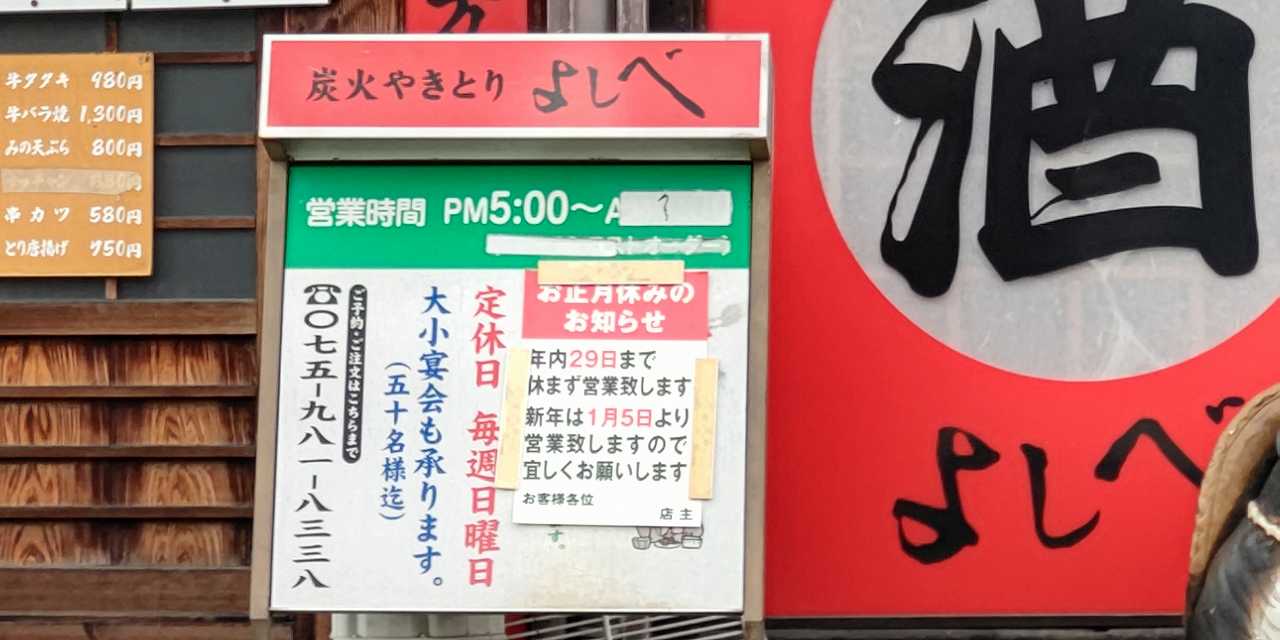 牛タタキ 980円
牛バラ焼 1,300円
みの天ぷら 800円
串カツ 580円
とり唐揚げ 750円
炭火やきとり よしべ
営業時間 PM5:00～A
ラストオーダー
お正月休みの
お知らせ
年内29日まで
休まず営業致します
新年は1月5日より
営業致しますので
宜しくお願いします
お客様各位
店主
定休日 毎週日曜日
大小宴会も承ります。
（五十名様迄）
ご予約・ご注文はこちらまで
☎〇七五-九八一-八三三八
酒
よしべ